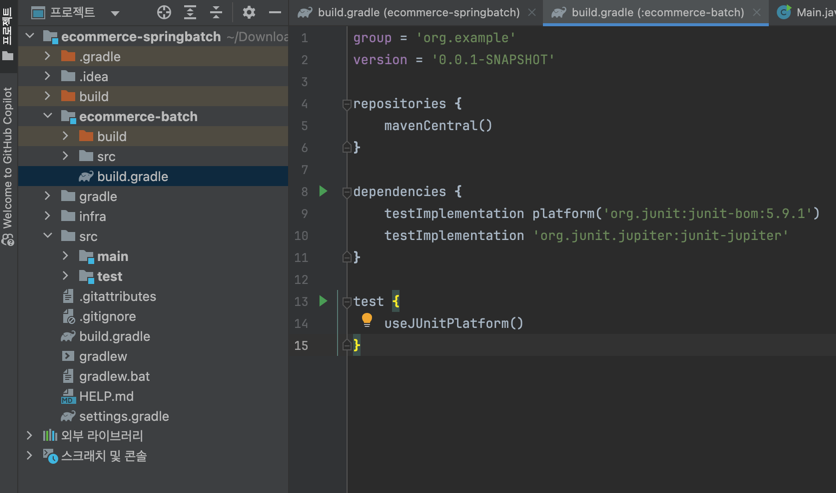 프로젝트
build.gradle (ecommerce-springbatch)
build.gradle (:ecommerce-batch)
Main.jav
프로젝트
Welcome to GitHub Copilot
ecommerce-springbatch ~/Downloa
.gradle
.idea
build
ecommerce-batch
build
src
build.gradle
gradle
infra
src
main
test
.gitattributes
.gitignore
build.gradle
gradlew
gradlew.bat
HELP.md
settings.gradle
외부 라이브러리
스크래치 및 콘솔
1 group = 'org.example'
2 version = '0.0.1-SNAPSHOT'
3
4 repositories {
5 mavenCentral()
6 }
7
8 dependencies {
9 testImplementation platform('org.junit:junit-bom:5.9.1')
10 testImplementation 'org.junit.jupiter:junit-jupiter'
11 }
12
13 test {
14 useJUnitPlatform()
15 }